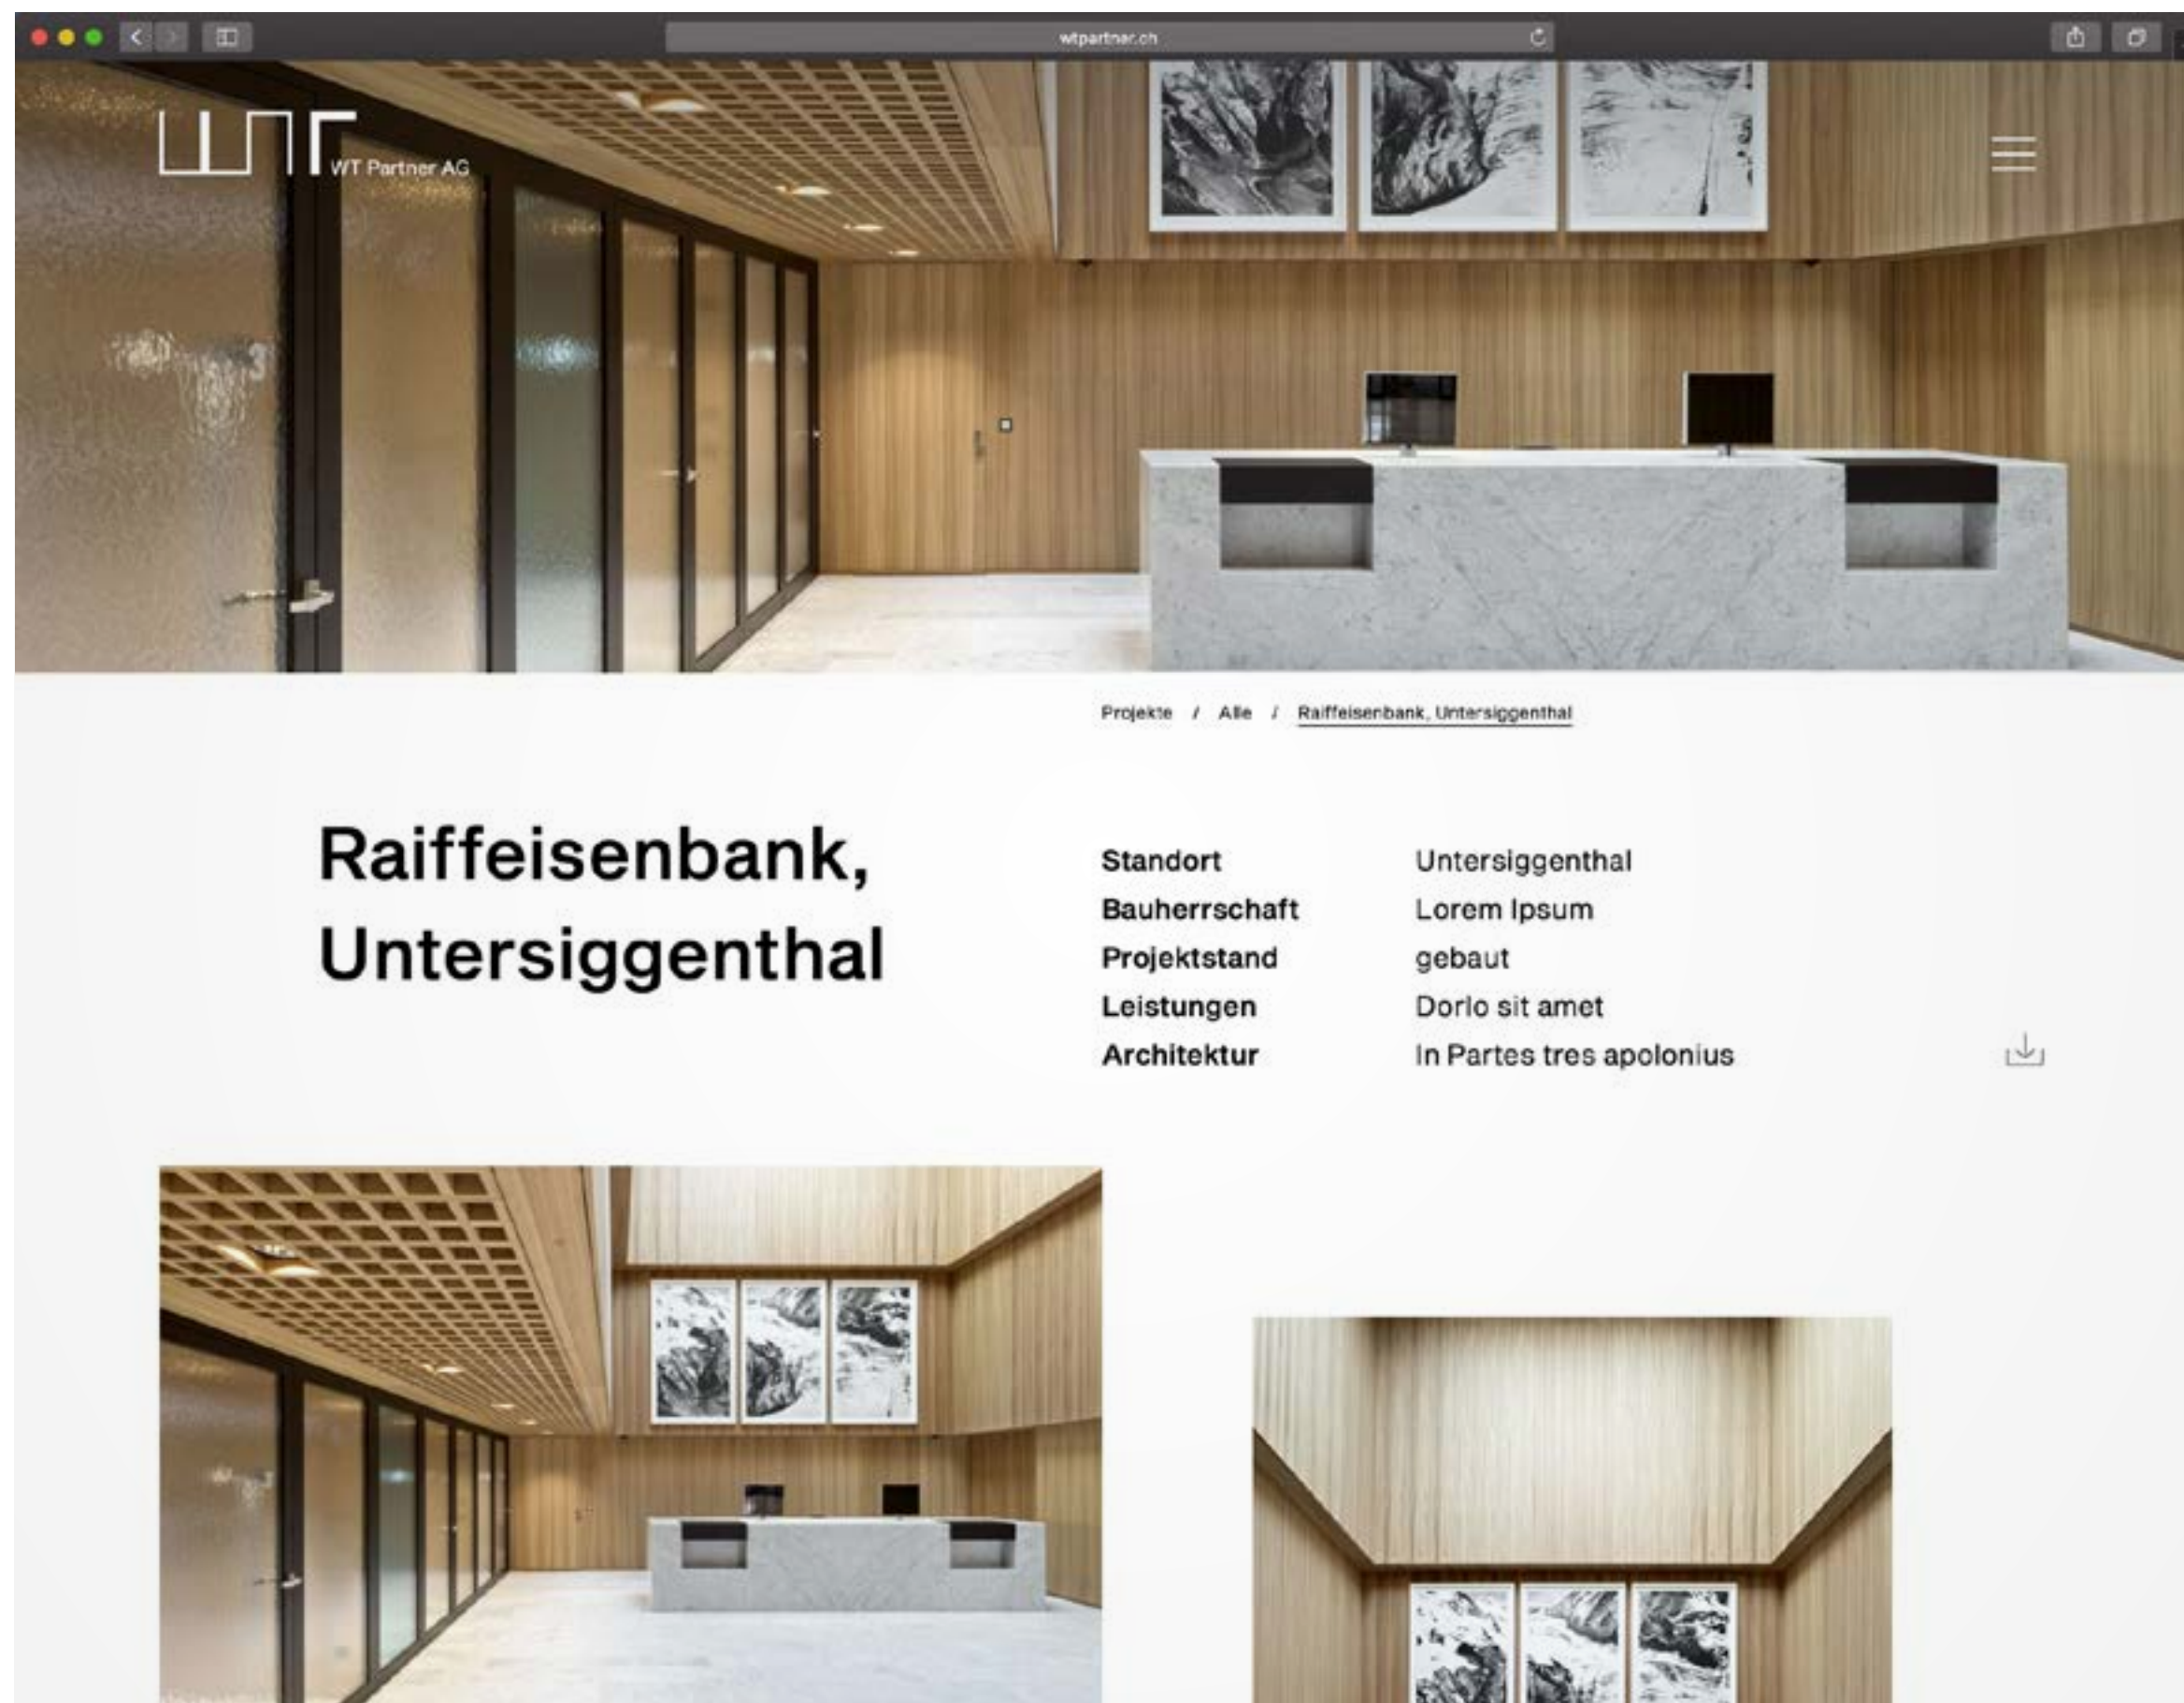 wtpartner.ch
WT Partner AG
Projekte / Alle / Raiffeisenbank, Untersiggenthal
Raiffeisenbank,
Untersiggenthal
Standort Untersiggenthal
Bauherrschaft Lorem Ipsum
Projektstand gebaut
Leistungen Dorlo sit amet
Architektur In Partes tres apolonius